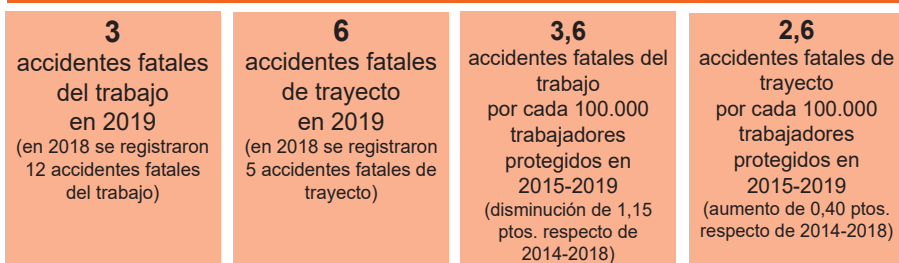 3
accidentes fatales
del trabajo
en 2019
(en 2018 se registraron
12 accidentes fatales
del trabajo)
6
accidentes fatales
de trayecto
en 2019
(en 2018 se registraron
5 accidentes fatales de
trayecto)
3,6
accidentes fatales del
trabajo
por cada 100.000
trabajadores
protegidos en
2015-2019
(disminución de 1,15
ptos. respecto de
2014-2018)
2,6
accidentes fatales de
trayecto
por cada 100.000
trabajadores
protegidos en
2015-2019
(aumento de 0,40 ptos.
respecto de 2014-2018)